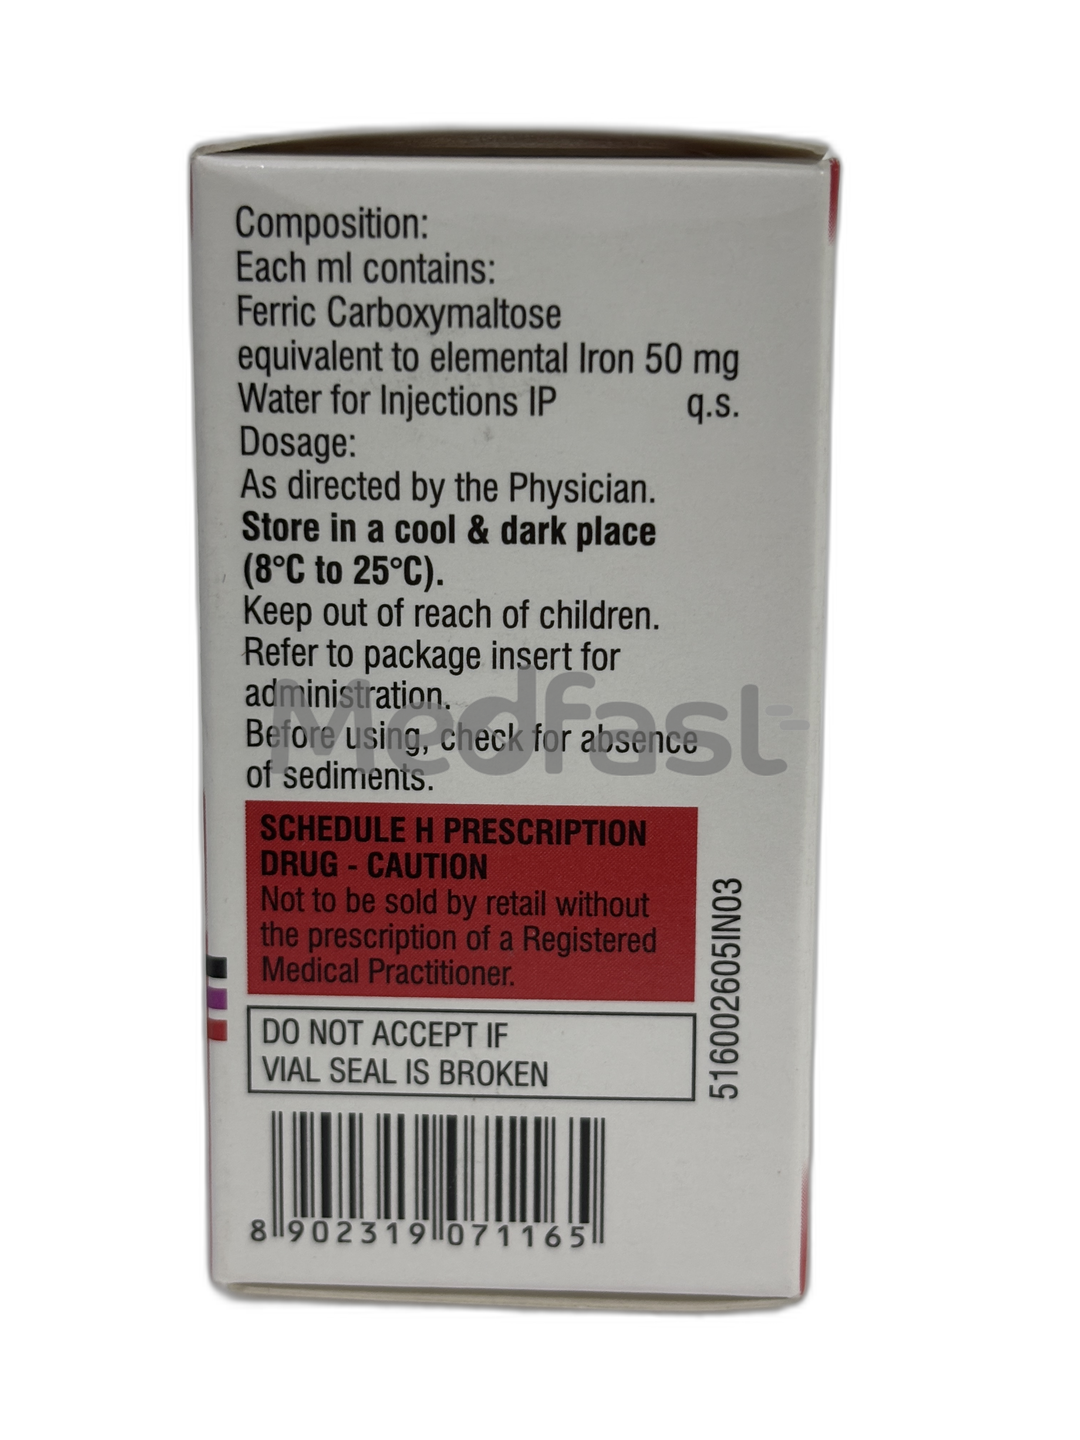 Composition:
Each ml contains:
Ferric Carboxymaltose
equivalent to elemental Iron 50 mg
Water for Injections IP q.s.
Dosage:
As directed by the Physician.
Store in a cool & dark place
(8°C to 25°C).
Keep out of reach of children.
Refer to package insert for
administration.
Before using, check for absence
of sediments.
Medfast
SCHEDULE H PRESCRIPTION
DRUG - CAUTION
Not to be sold by retail without
the prescription of a Registered
Medical Practitioner.
DO NOT ACCEPT IF
VIAL SEAL IS BROKEN
516002605IN03
8 902319 071165